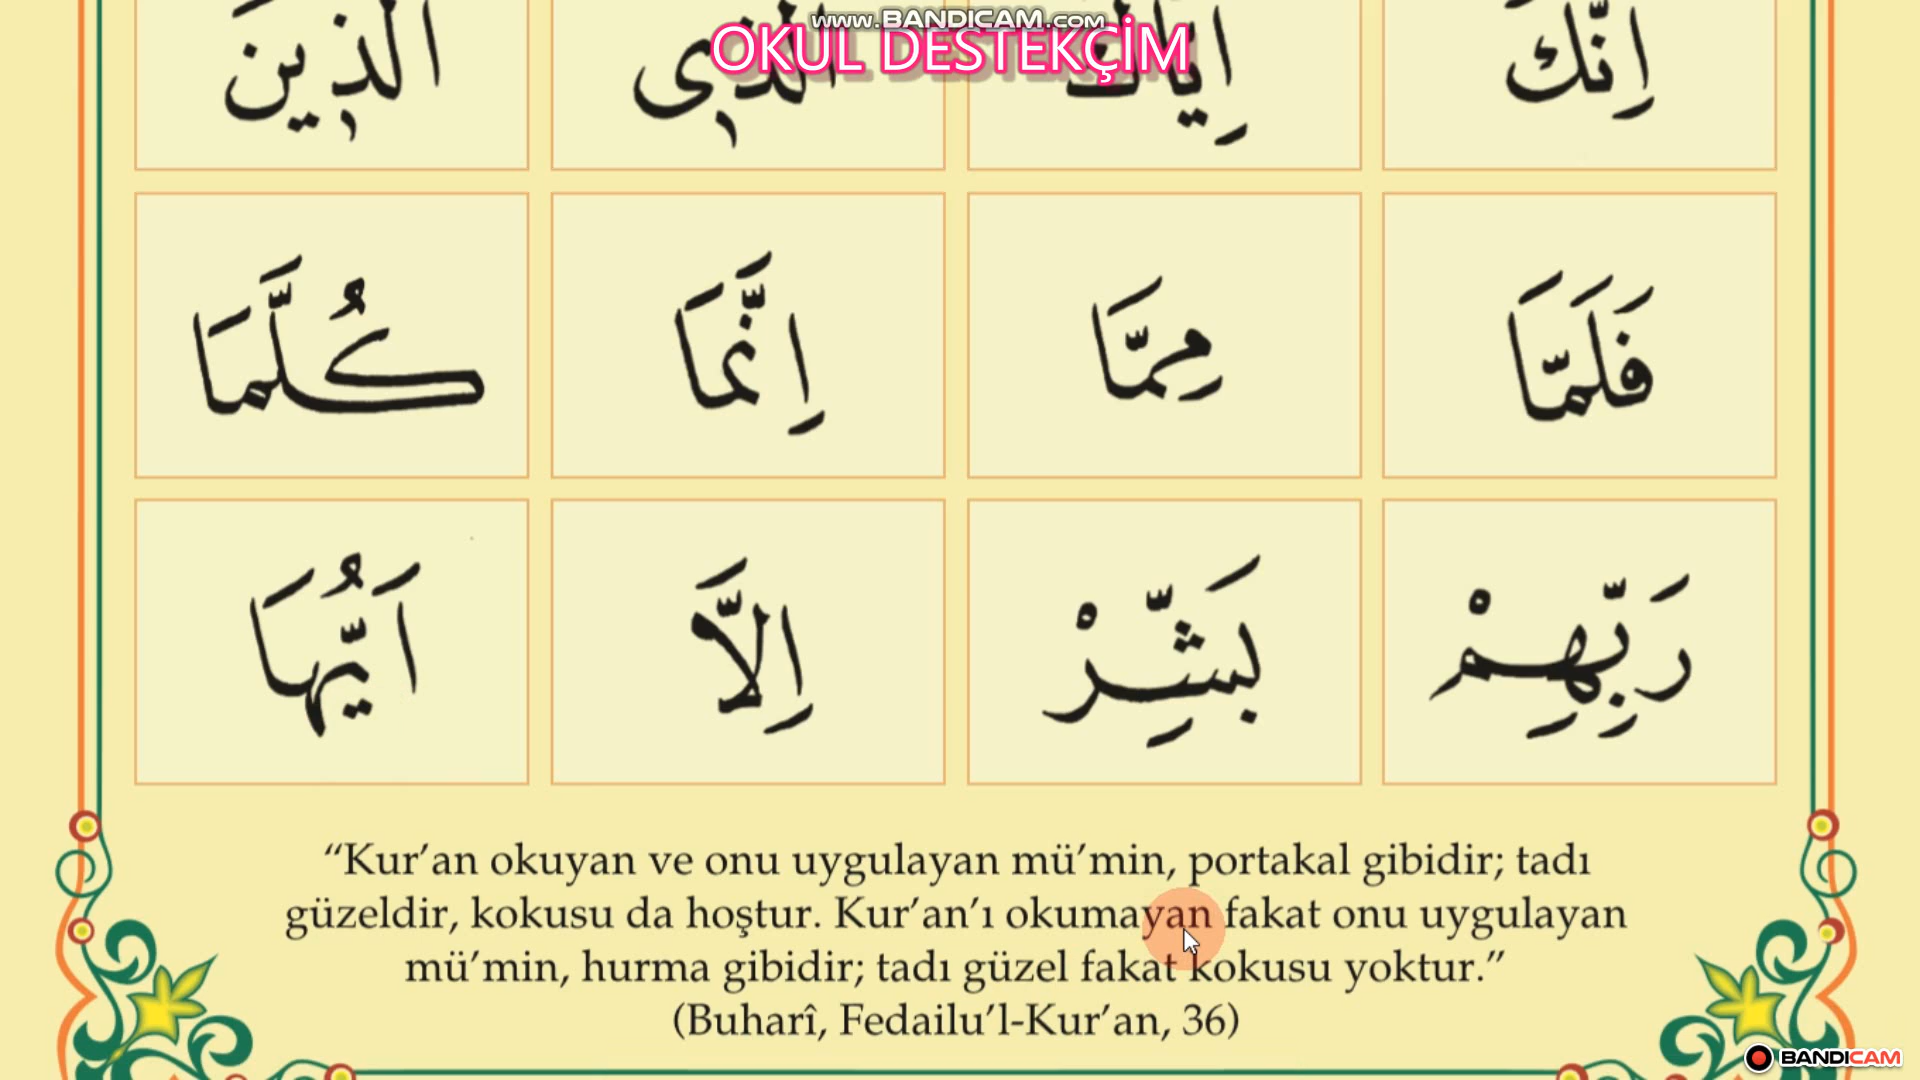 www.BANDICAM.com
OKUL DESTEKÇİM
اِنَّكَ اِيَّاكَ الَّذ۪ى الَّذ۪ينَ
فَلَمَّا مِمَّا اِنَّمَا كُلَّمَا
رَبِّهِمْ بَشِّرْ اِلَّا اَيُّهَا
“Kur’an okuyan ve onu uygulayan mü’min, portakal gibidir; tadı
güzeldir, kokusu da hoştur. Kur’an’ı okumayan fakat onu uygulayan
mü’min, hurma gibidir; tadı güzel fakat kokusu yoktur.”
(Buharî, Fedailu’l-Kur’an, 36)
BANDICAM